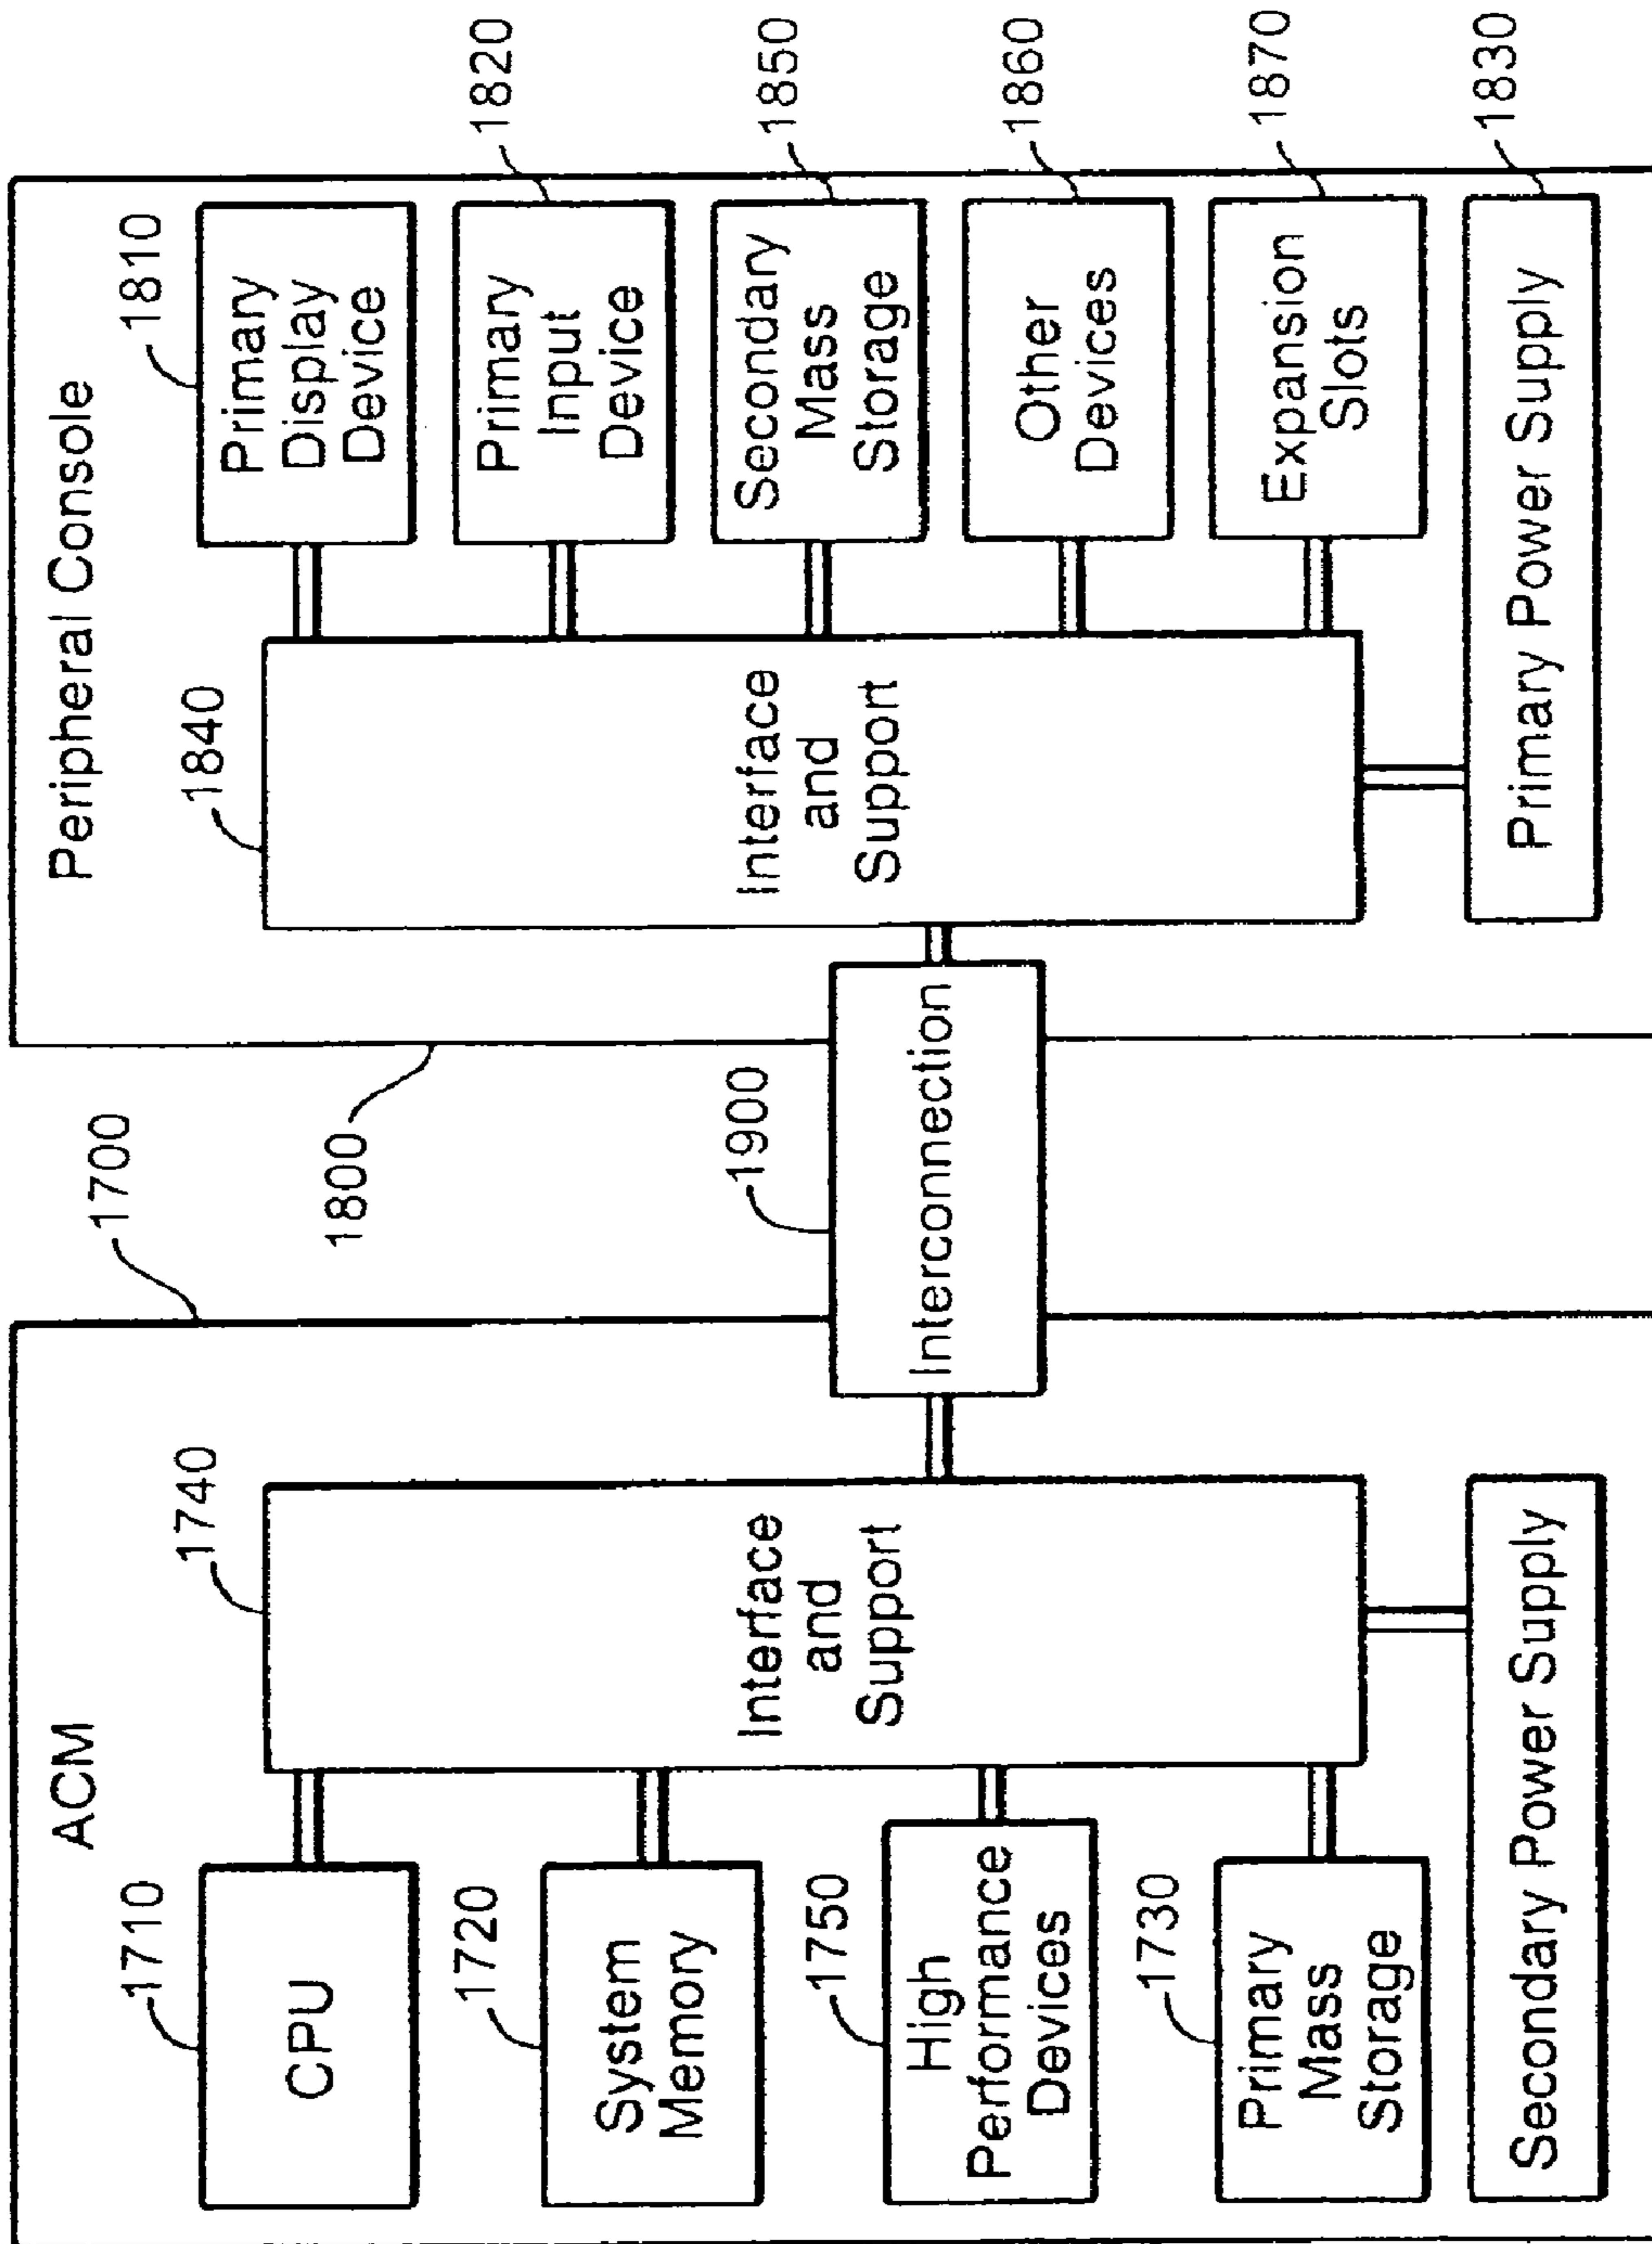 ACM
1700
1710
CPU
1720
System
Memory
1750
High
Performance
Devices
1730
Primary
Mass
Storage
1740
Interface
and
Support
Secondary Power Supply
1900
Interconnection
Peripheral Console
1800
1840
Interface
and
Support
1810
Primary
Display
Device
1820
Primary
Input
Device
1850
Secondary
Mass
Storage
1860
Other
Devices
1870
Expansion
Slots
1830
Primary Power Supply